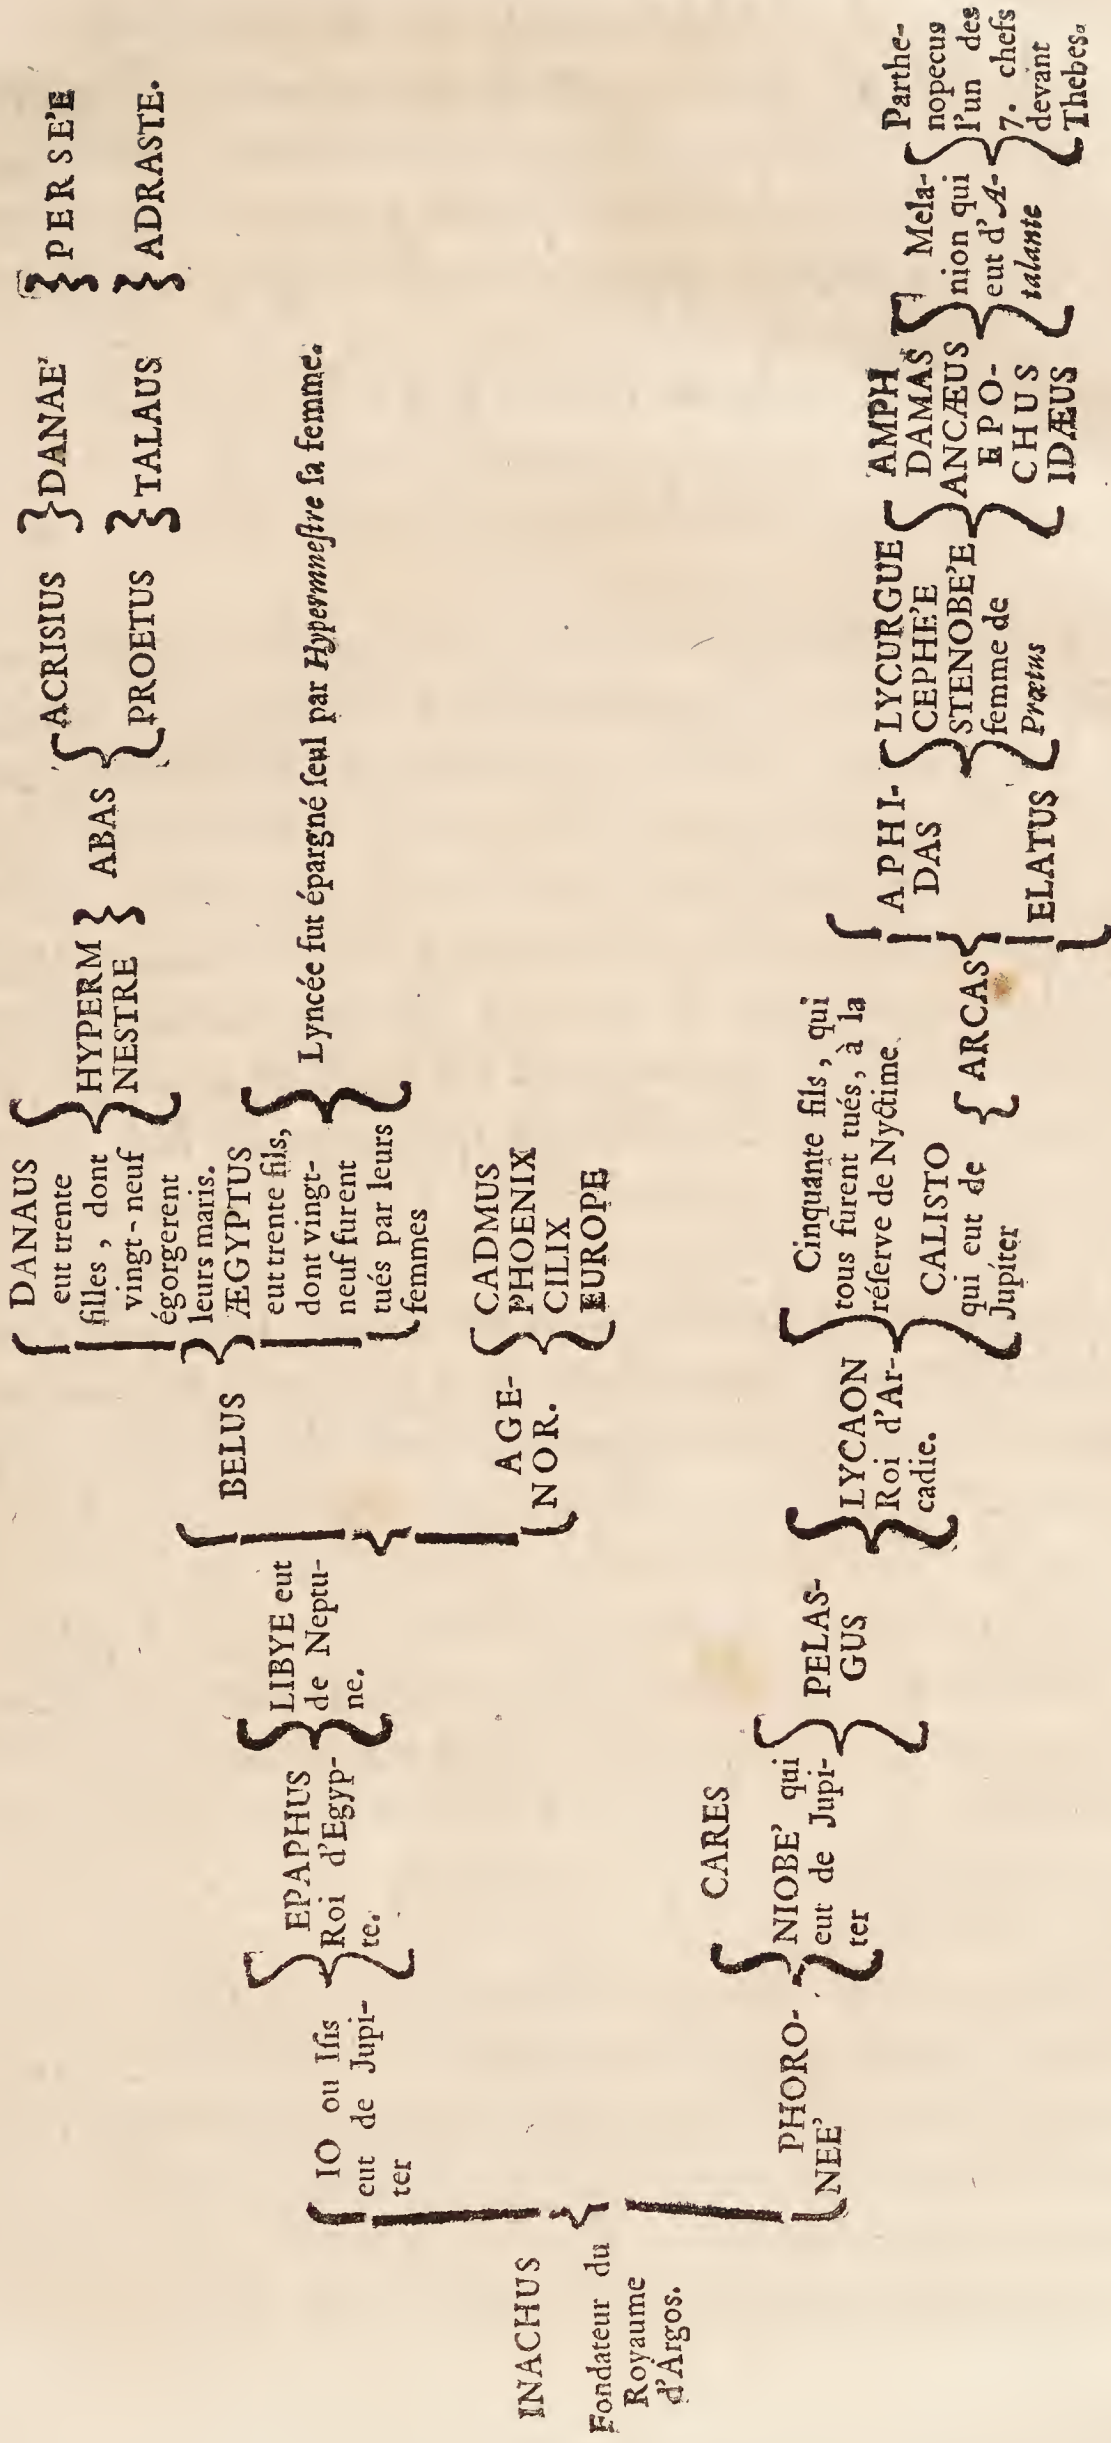 INACHUS
Fondateur du
Royaume
d'Argos.
IO ou Iſis
eut de Jupi-
ter
EPAPHUS
Roi d'Egyp-
te.
LIBYE eut
de Neptu-
ne.
BELUS
DANAUS
eut trente
filles, dont
vingt-neuf
égorgerent
leurs maris.
ÆGYPTUS
eut trente fils,
dont vingt-
neuf furent
tués par leurs
femmes
HYPERM
NESTRE
ABAS
ACRISIUS
DANAE'
PERSE'E
PROETUS
TALAUS
ADRASTE.
Lyncée fut épargné ſeul par Hypermneſtre ſa femme.
AGE-
NOR.
CADMUS
PHOENIX
CILIX
EUROPE
PHORO-
NEE'
CARES
NIOBE' qui
eut de Jupi-
ter
PELAS-
GUS
LYCAON
Roi d'Ar-
cadie.
Cinquante fils, qui
tous furent tués, à la
réſerve de Nyctime.
CALISTO
qui eut de
Jupiter
ARCAS
APHI-
DAS
ELATUS
LYCURGUE
CEPHE'E
STENOBE'E
femme de
Prœtus
AMPH
DAMAS
ANCÆUS
EPO-
CHUS
IDÆUS
Mela-
nion qui
eut d'A-
talante
Parthe-
nopecus
l'un des
7. chefs
devant
Thebes.